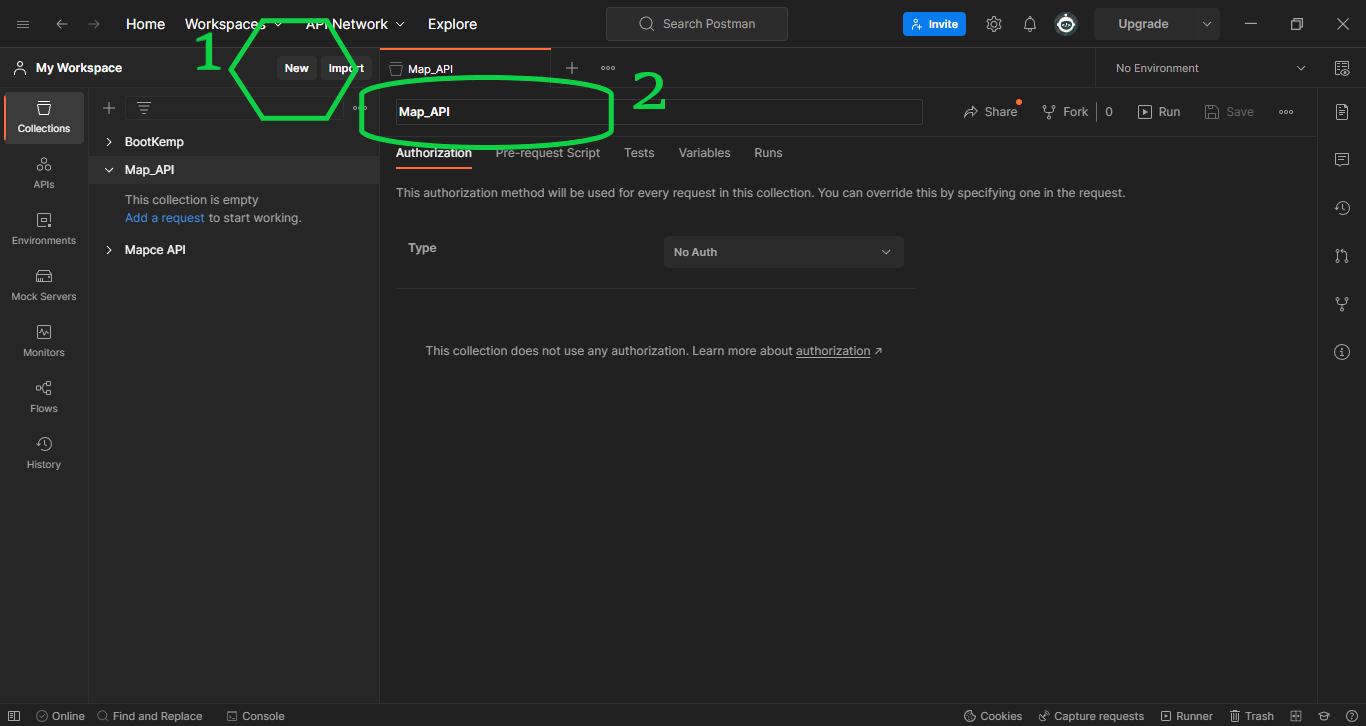 Home Workspaces API Network Explore Search Postman Invite Upgrade
1
My Workspace New Import Map_API No Environment
2
Map_API Share Fork 0 Run Save
Collections
BootKemp
Authorization Pre-request Script Tests Variables Runs
Map_API
APIs
This authorization method will be used for every request in this collection. You can override this by specifying one in the request.
This collection is empty
Add a request to start working.
Environments
Mapce API
Type No Auth
Mock Servers
Monitors
This collection does not use any authorization. Learn more about authorization ↗
Flows
History
Online Find and Replace Console Cookies Capture requests Runner Trash